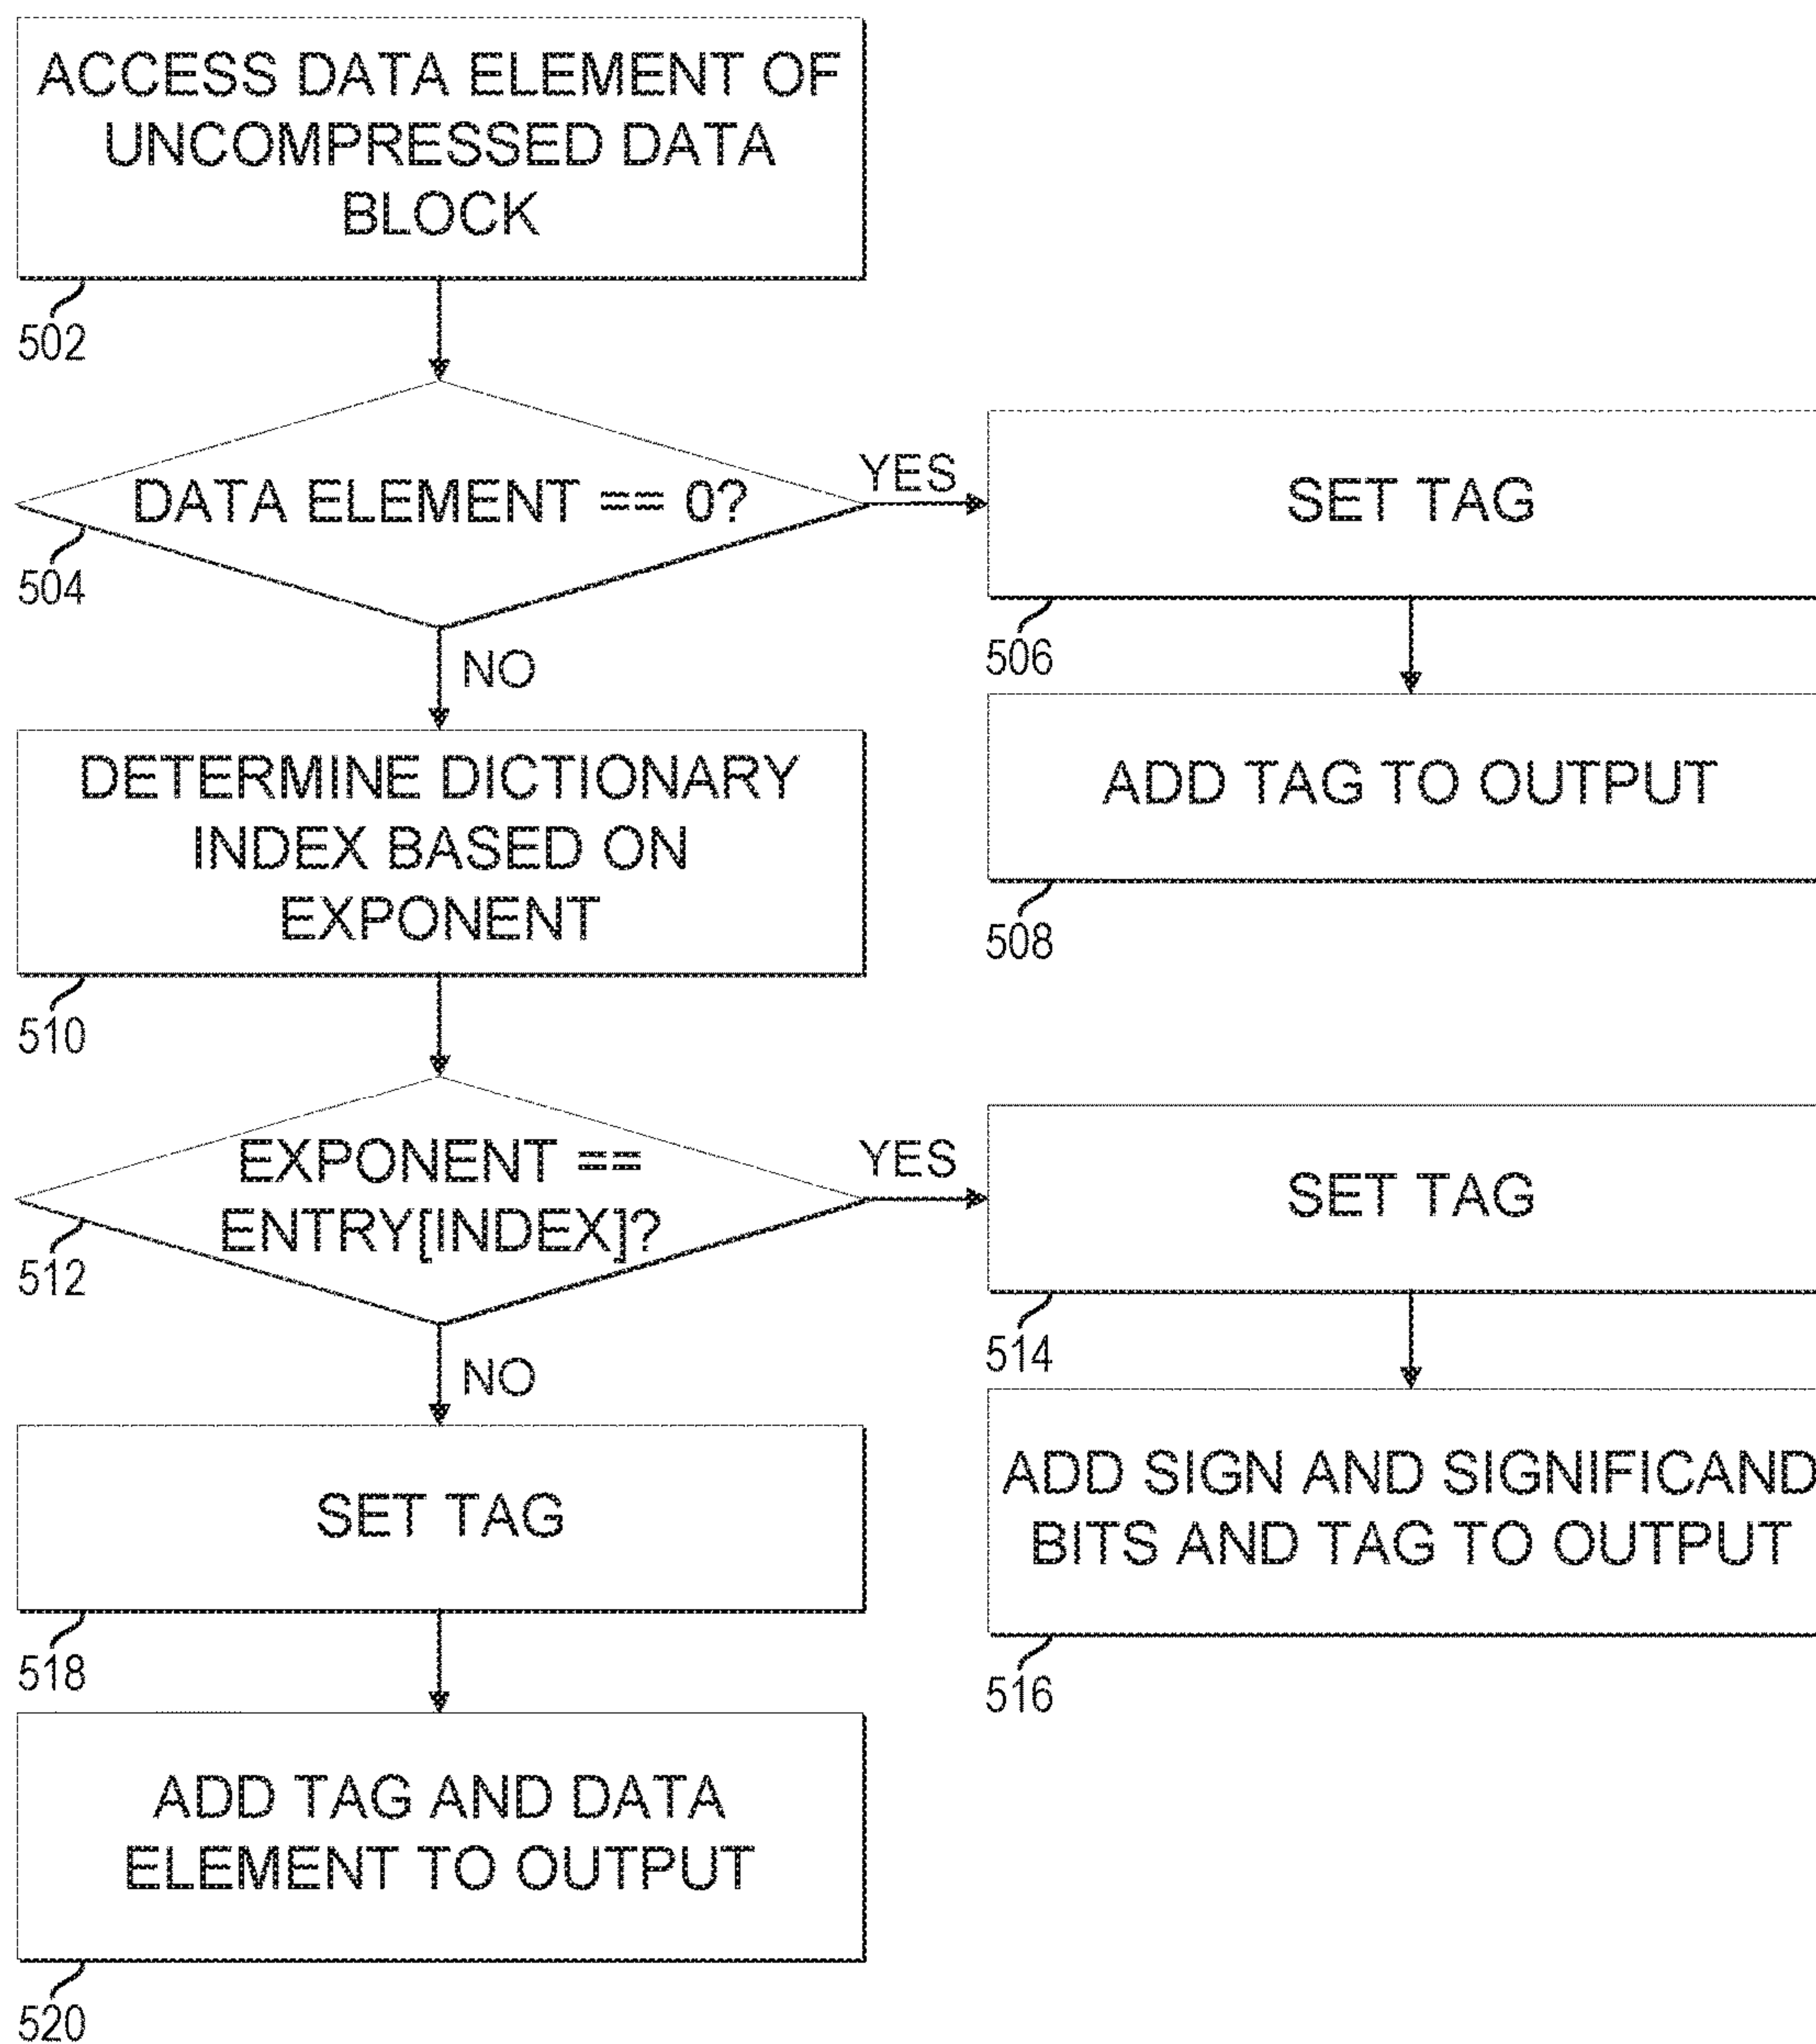 ACCESS DATA ELEMENT OF
UNCOMPRESSED DATA
BLOCK
502
DATA ELEMENT == 0?
504
YES
SET TAG
506
NO
ADD TAG TO OUTPUT
508
DETERMINE DICTIONARY
INDEX BASED ON
EXPONENT
510
EXPONENT ==
ENTRY[INDEX]?
512
YES
SET TAG
514
NO
ADD SIGN AND SIGNIFICAND
BITS AND TAG TO OUTPUT
516
SET TAG
518
ADD TAG AND DATA
ELEMENT TO OUTPUT
520